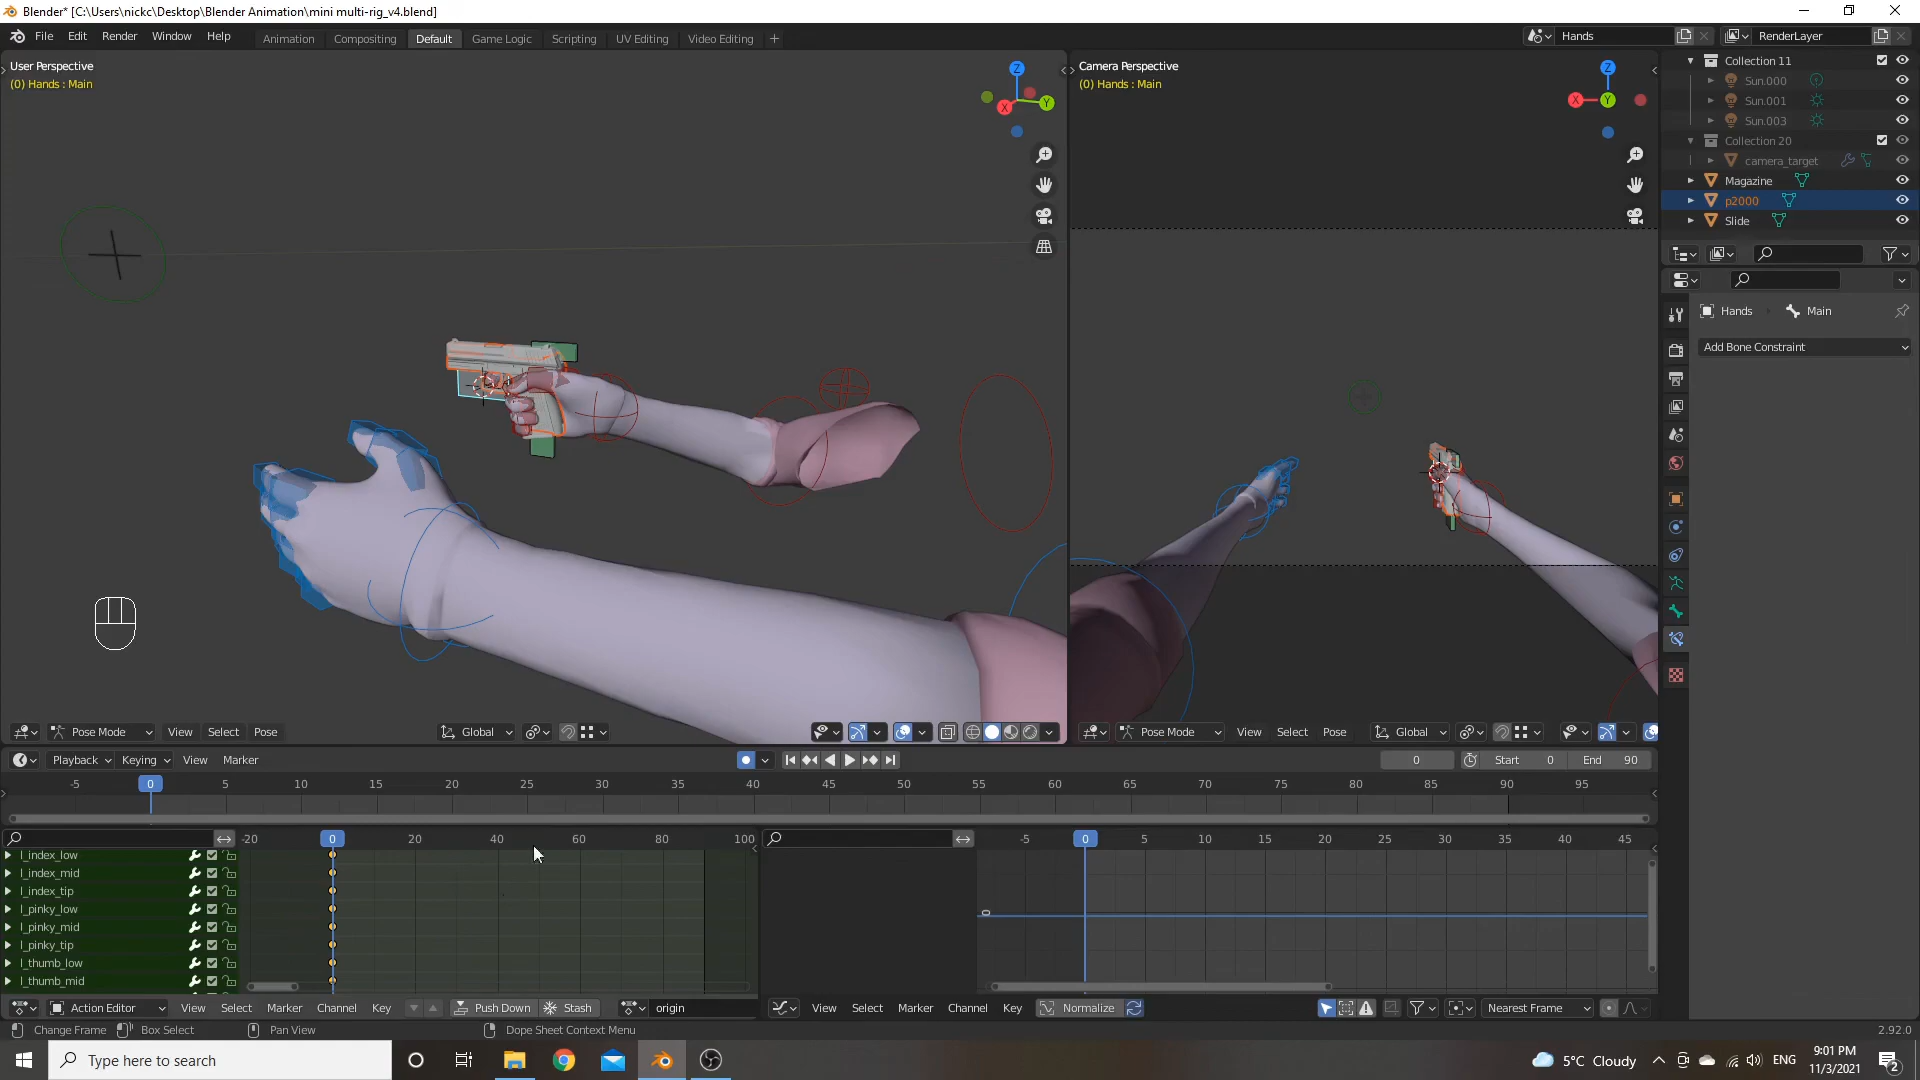 Blender* [C:\Users\nickc\Desktop\Blender Animation\mini multi-rig_v4.blend]
File Edit Render Window Help Animation Compositing Default Game Logic Scripting UV Editing Video Editing + Hands RenderLayer
User Perspective
(0) Hands : Main
Z
X
Y
Camera Perspective
(0) Hands : Main
Z
X
Y
Collection 11
Sun.000
Sun.001
Sun.003
Collection 20
camera_target
Magazine
p2000
Slide
Hands Main
Add Bone Constraint
Pose Mode View Select Pose Global
Pose Mode View Select Pose Global
Playback Keying View Marker 0 Start 0 End 90
-5 0 5 10 15 20 25 30 35 40 45 50 55 60 65 70 75 80 85 90 95
-20 0 20 40 60 80 100
-5 0 5 10 15 20 25 30 35 40 45
l_index_low
l_index_mid
l_index_tip
l_pinky_low
l_pinky_mid
l_pinky_tip
l_thumb_low
l_thumb_mid
0
Action Editor View Select Marker Channel Key Push Down Stash origin
View Select Marker Channel Key Normalize Nearest Frame
Change Frame Box Select Pan View Dope Sheet Context Menu 2.92.0
Type here to search 5°C Cloudy ENG 9:01 PM
11/3/2021 2